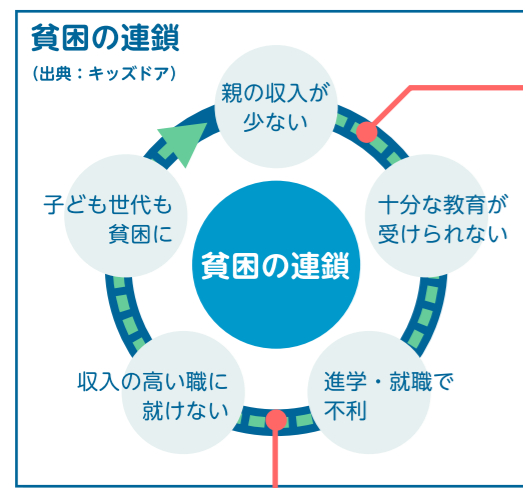 貧困の連鎖
（出典：キッズドア）
親の収入が
少ない
十分な教育が
受けられない
進学・就職で
不利
収入の高い職に
就けない
子ども世代も
貧困に
貧困の連鎖